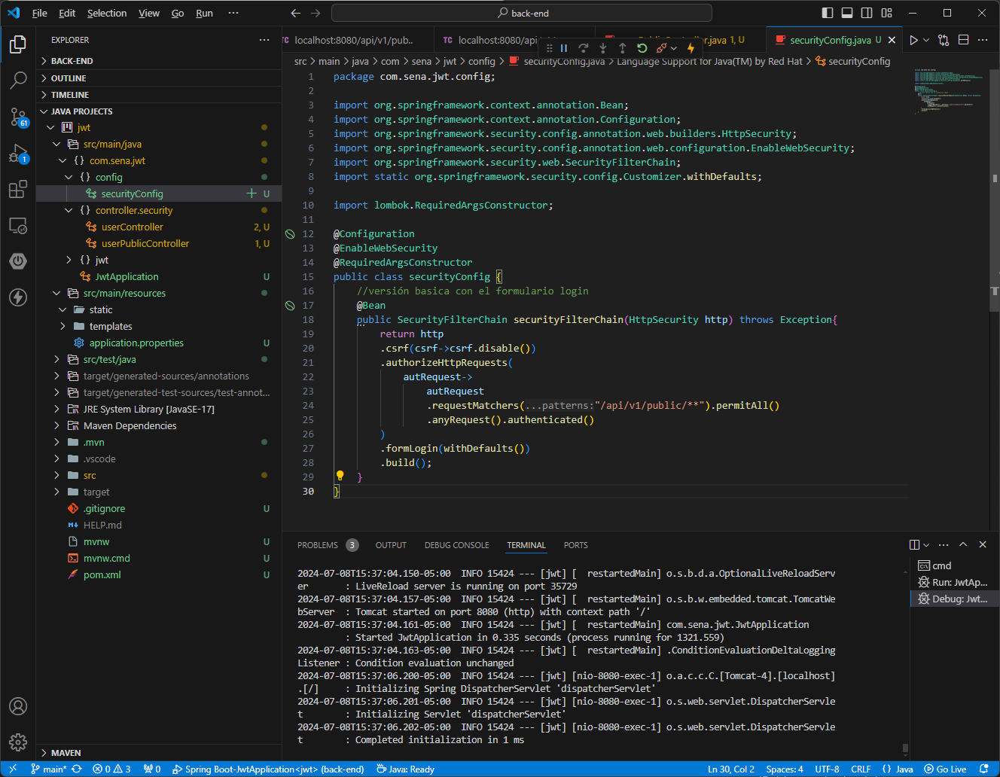 File Edit Selection View Go Run ··· back-end
EXPLORER
BACK-END
OUTLINE
TIMELINE
JAVA PROJECTS
jwt
src/main/java
{} com.sena.jwt
{} config
securityConfig + U
{} controller.security
userController 2, U
userPublicController 1, U
{} jwt
JwtApplication U
src/main/resources
static
templates
application.properties U
src/test/java
target/generated-sources/annotations
target/generated-test-sources/test-annot...
JRE System Library [JavaSE-17]
Maven Dependencies
.mvn
.vscode
src
target
.gitignore U
HELP.md
mvnw U
mvnw.cmd U
pom.xml U
MAVEN
61
1
TC localhost:8080/api/v1/pub.. TC localhost:8080/api .java 1, U securityConfig.java U
src > main > java > com > sena > jwt > config > securityConfig.java > Language Support for Java(TM) by Red Hat > securityConfig
1 package com.sena.jwt.config;
2
3 import org.springframework.context.annotation.Bean;
4 import org.springframework.context.annotation.Configuration;
5 import org.springframework.security.config.annotation.web.builders.HttpSecurity;
6 import org.springframework.security.config.annotation.web.configuration.EnableWebSecurity;
7 import org.springframework.security.web.SecurityFilterChain;
8 import static org.springframework.security.config.Customizer.withDefaults;
9
10 import lombok.RequiredArgsConstructor;
11
12 @Configuration
13 @EnableWebSecurity
14 @RequiredArgsConstructor
15 public class securityConfig {
16 //versión basica con el formulario login
17 @Bean
18 public SecurityFilterChain securityFilterChain(HttpSecurity http) throws Exception{
19 return http
20 .csrf(csrf->csrf.disable())
21 .authorizeHttpRequests(
22 autRequest->
23 autRequest
24 .requestMatchers(...patterns:"/api/v1/public/**").permitAll()
25 .anyRequest().authenticated()
26 )
27 .formLogin(withDefaults())
28 .build();
29 }
30 }
PROBLEMS 3 OUTPUT DEBUG CONSOLE TERMINAL PORTS
2024-07-08T15:37:04.150-05:00 INFO 15424 --- [jwt] [ restartedMain] o.s.b.d.a.OptionalLiveReloadServ
er : LiveReload server is running on port 35729
2024-07-08T15:37:04.157-05:00 INFO 15424 --- [jwt] [ restartedMain] o.s.b.w.embedded.tomcat.TomcatWe
bServer : Tomcat started on port 8080 (http) with context path '/'
2024-07-08T15:37:04.161-05:00 INFO 15424 --- [jwt] [ restartedMain] com.sena.jwt.JwtApplication
: Started JwtApplication in 0.335 seconds (process running for 1321.559)
2024-07-08T15:37:04.163-05:00 INFO 15424 --- [jwt] [ restartedMain] .ConditionEvaluationDeltaLogging
Listener : Condition evaluation unchanged
2024-07-08T15:37:06.200-05:00 INFO 15424 --- [jwt] [nio-8080-exec-1] o.a.c.c.C.[Tomcat-4].[localhost]
.[/] : Initializing Spring DispatcherServlet 'dispatcherServlet'
2024-07-08T15:37:06.201-05:00 INFO 15424 --- [jwt] [nio-8080-exec-1] o.s.web.servlet.DispatcherServle
t : Initializing Servlet 'dispatcherServlet'
2024-07-08T15:37:06.202-05:00 INFO 15424 --- [jwt] [nio-8080-exec-1] o.s.web.servlet.DispatcherServle
t : Completed initialization in 1 ms
cmd
Run: JwtAp...
Debug: Jwt...
main* 0 3 0 Spring Boot-JwtApplication<jwt> (back-end) Java: Ready Ln 30, Col 2 Spaces: 4 UTF-8 CRLF {} Java Go Live